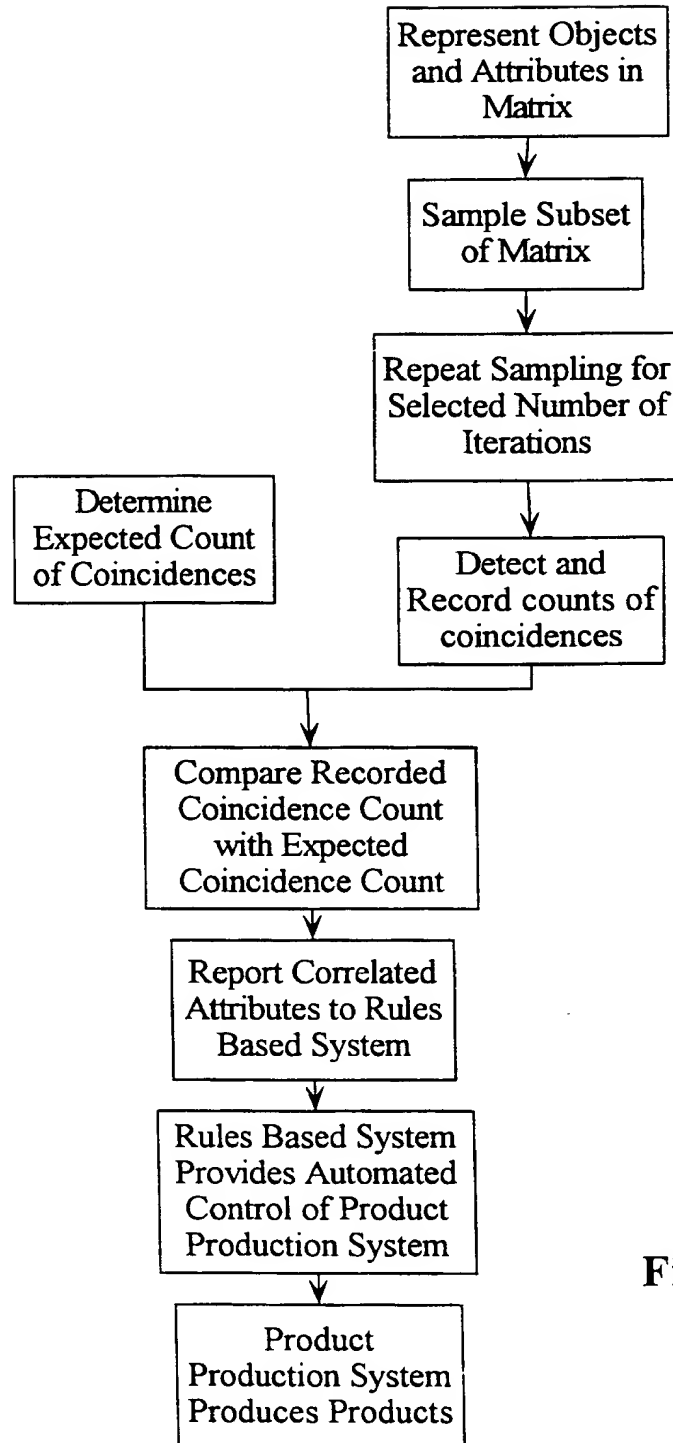 Represent Objects
and Attributes in
Matrix
Sample Subset
of Matrix
Repeat Sampling for
Selected Number of
Iterations
Determine
Expected Count
of Coincidences
Detect and
Record counts of
coincidences
Compare Recorded
Coincidence Count
with Expected
Coincidence Count
Report Correlated
Attributes to Rules
Based System
Rules Based System
Provides Automated
Control of Product
Production System
Product
Production System
Produces Products